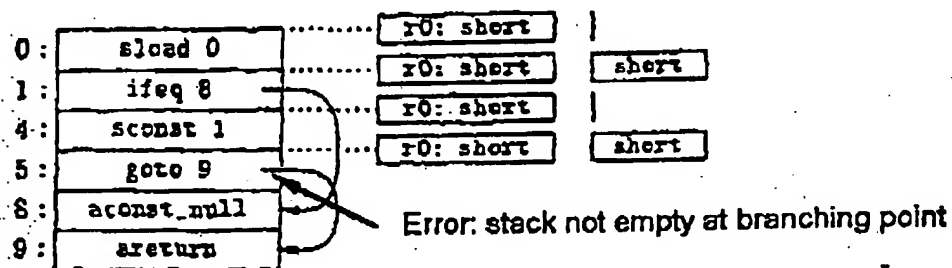 r0: short
0: sload 0
r0: short short
1: ifeq 8
r0: short
4: sconst 1
r0: short short
5: goto 9
8: aconst_null
Error: stack not empty at branching point
9: areturn